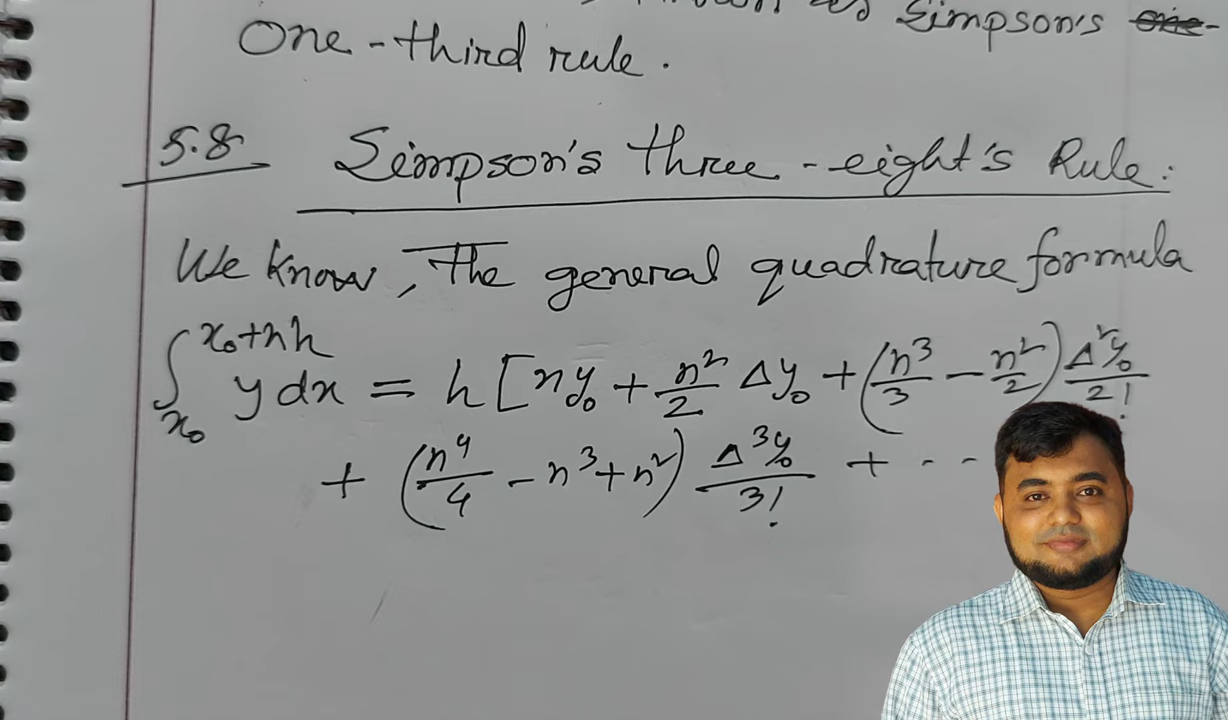 Simpson's one-
One-third rule.
5.8 Simpson's three-eight's Rule:
We know, The general quadrature formula
∫_{x₀}^{x₀+nh} y dx = h [ny₀ + n²/2 Δy₀ + (n³/3 − n²/2) Δ²y₀/2!
+ (n⁴/4 − n³ + n²) Δ³y₀/3! + ---